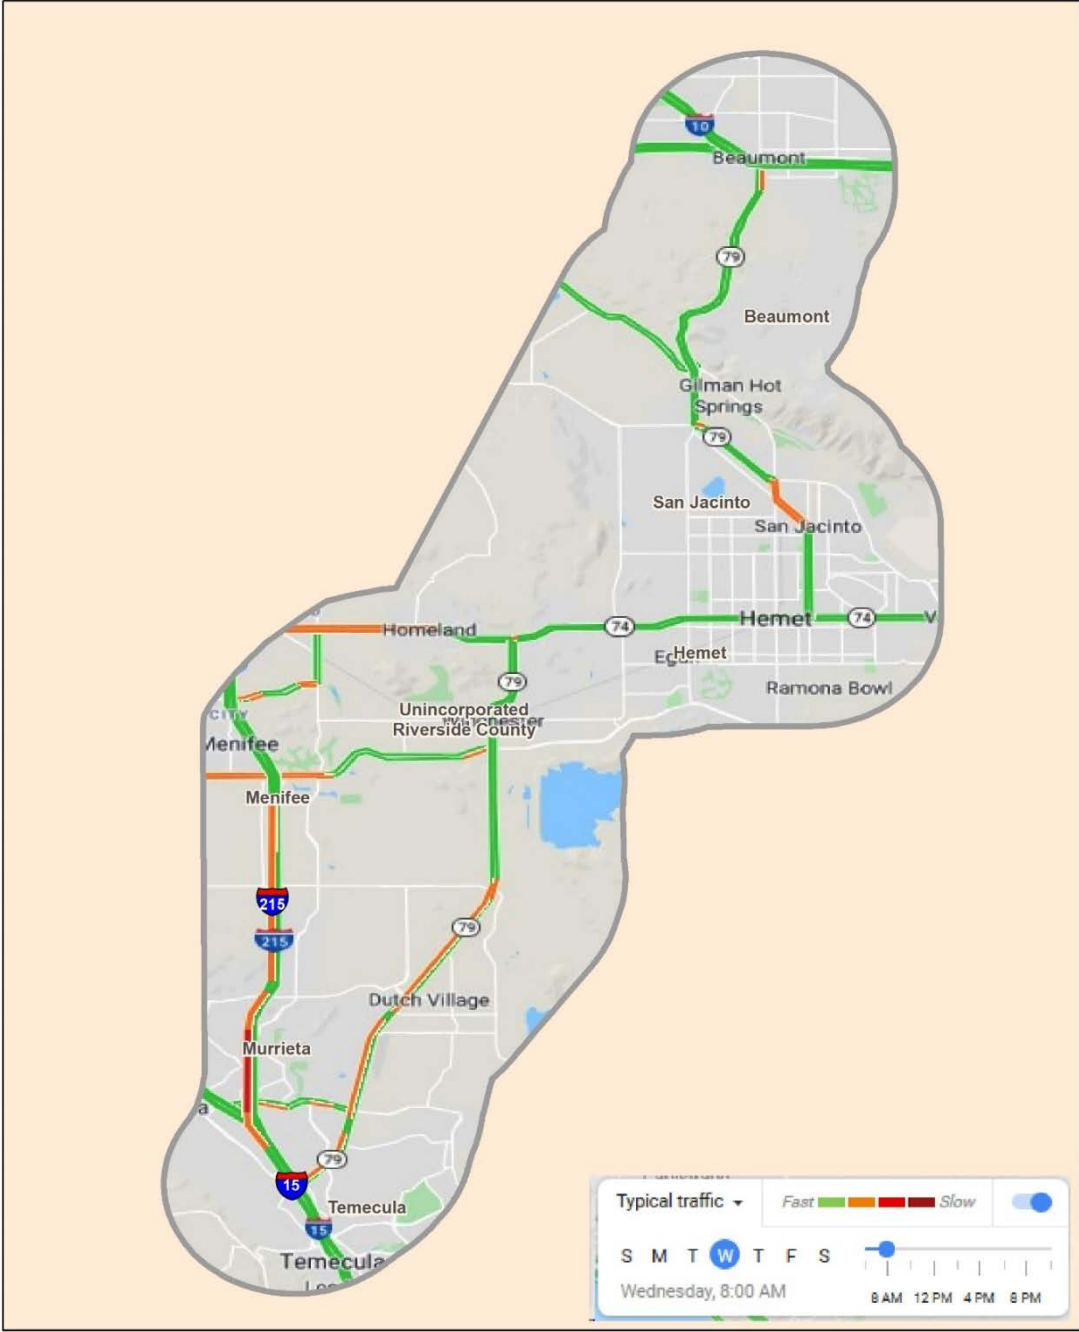 10
Beaumont
79
Beaumont
Gilman Hot
Springs
79
San Jacinto
San Jacinto
Homeland
74
Hemet
74
V
Hemet
79
Ramona Bowl
Unincorporated
Riverside County
Winchester
CITY
Menifee
Menifee
215
215
79
Dutch Village
Murrieta
a
79
15
Temecula
15
Temecula
Typical traffic
Fast
Slow
S M T W T F S
Wednesday, 8:00 AM
8 AM 12 PM 4 PM 8 PM